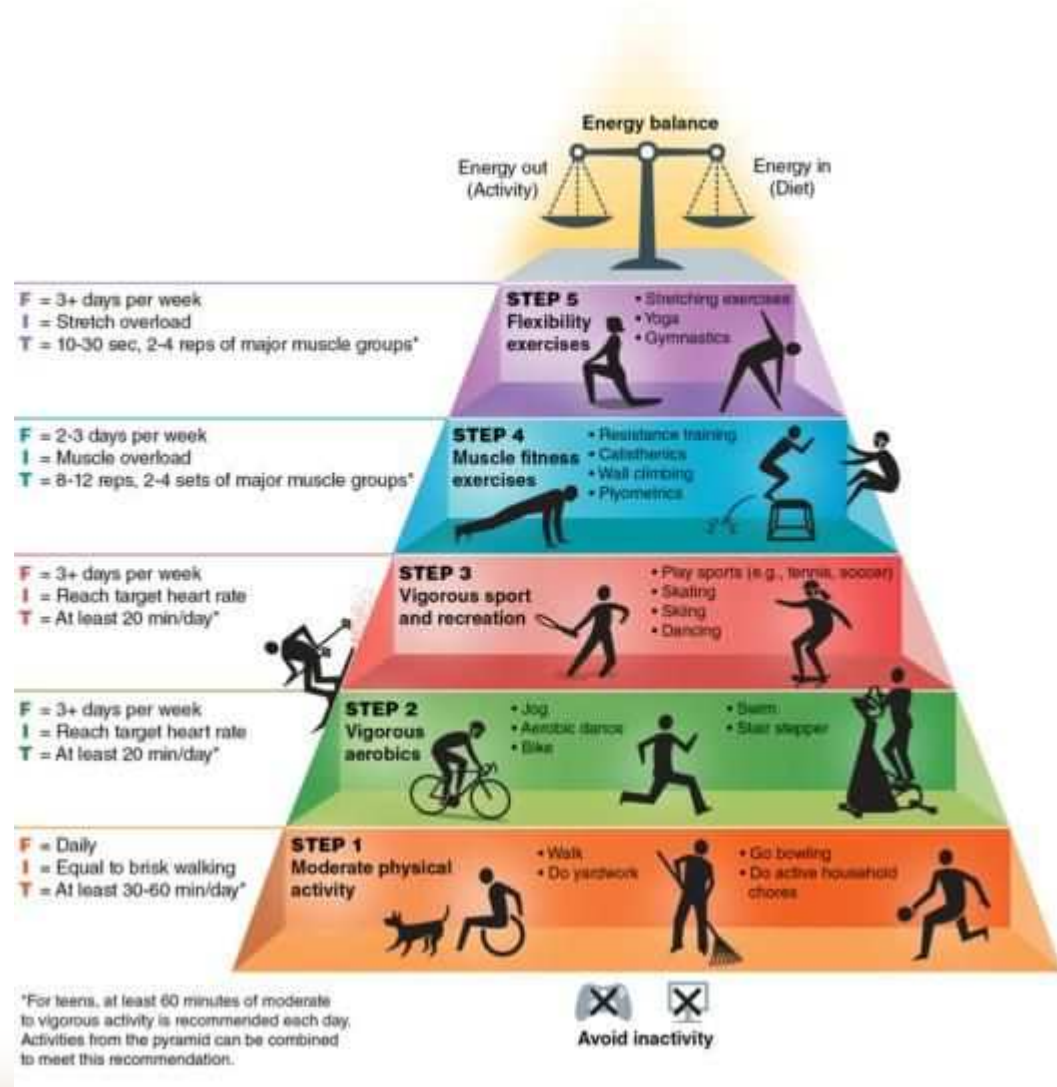 Energy balance
Energy out
(Activity)
Energy in
(Diet)
F = 3+ days per week
I = Stretch overload
T = 10-30 sec, 2-4 reps of major muscle groups*
STEP 5
Flexibility
exercises
• Stretching exercises
• Yoga
• Gymnastics
F = 2-3 days per week
I = Muscle overload
T = 8-12 reps, 2-4 sets of major muscle groups*
STEP 4
Muscle fitness
exercises
• Resistance training
• Calisthenics
• Wall climbing
• Plyometrics
F = 3+ days per week
I = Reach target heart rate
T = At least 20 min/day*
STEP 3
Vigorous sport
and recreation
• Play sports (e.g., tennis, soccer)
• Skating
• Skiing
• Dancing
F = 3+ days per week
I = Reach target heart rate
T = At least 20 min/day*
STEP 2
Vigorous
aerobics
• Jog
• Aerobic dance
• Bike
• Swim
• Stair stepper
F = Daily
I = Equal to brisk walking
T = At least 30-60 min/day*
STEP 1
Moderate physical
activity
• Walk
• Do yardwork
• Go bowling
• Do active household
chores
*For teens, at least 60 minutes of moderate
to vigorous activity is recommended each day.
Activities from the pyramid can be combined
to meet this recommendation.
Avoid inactivity